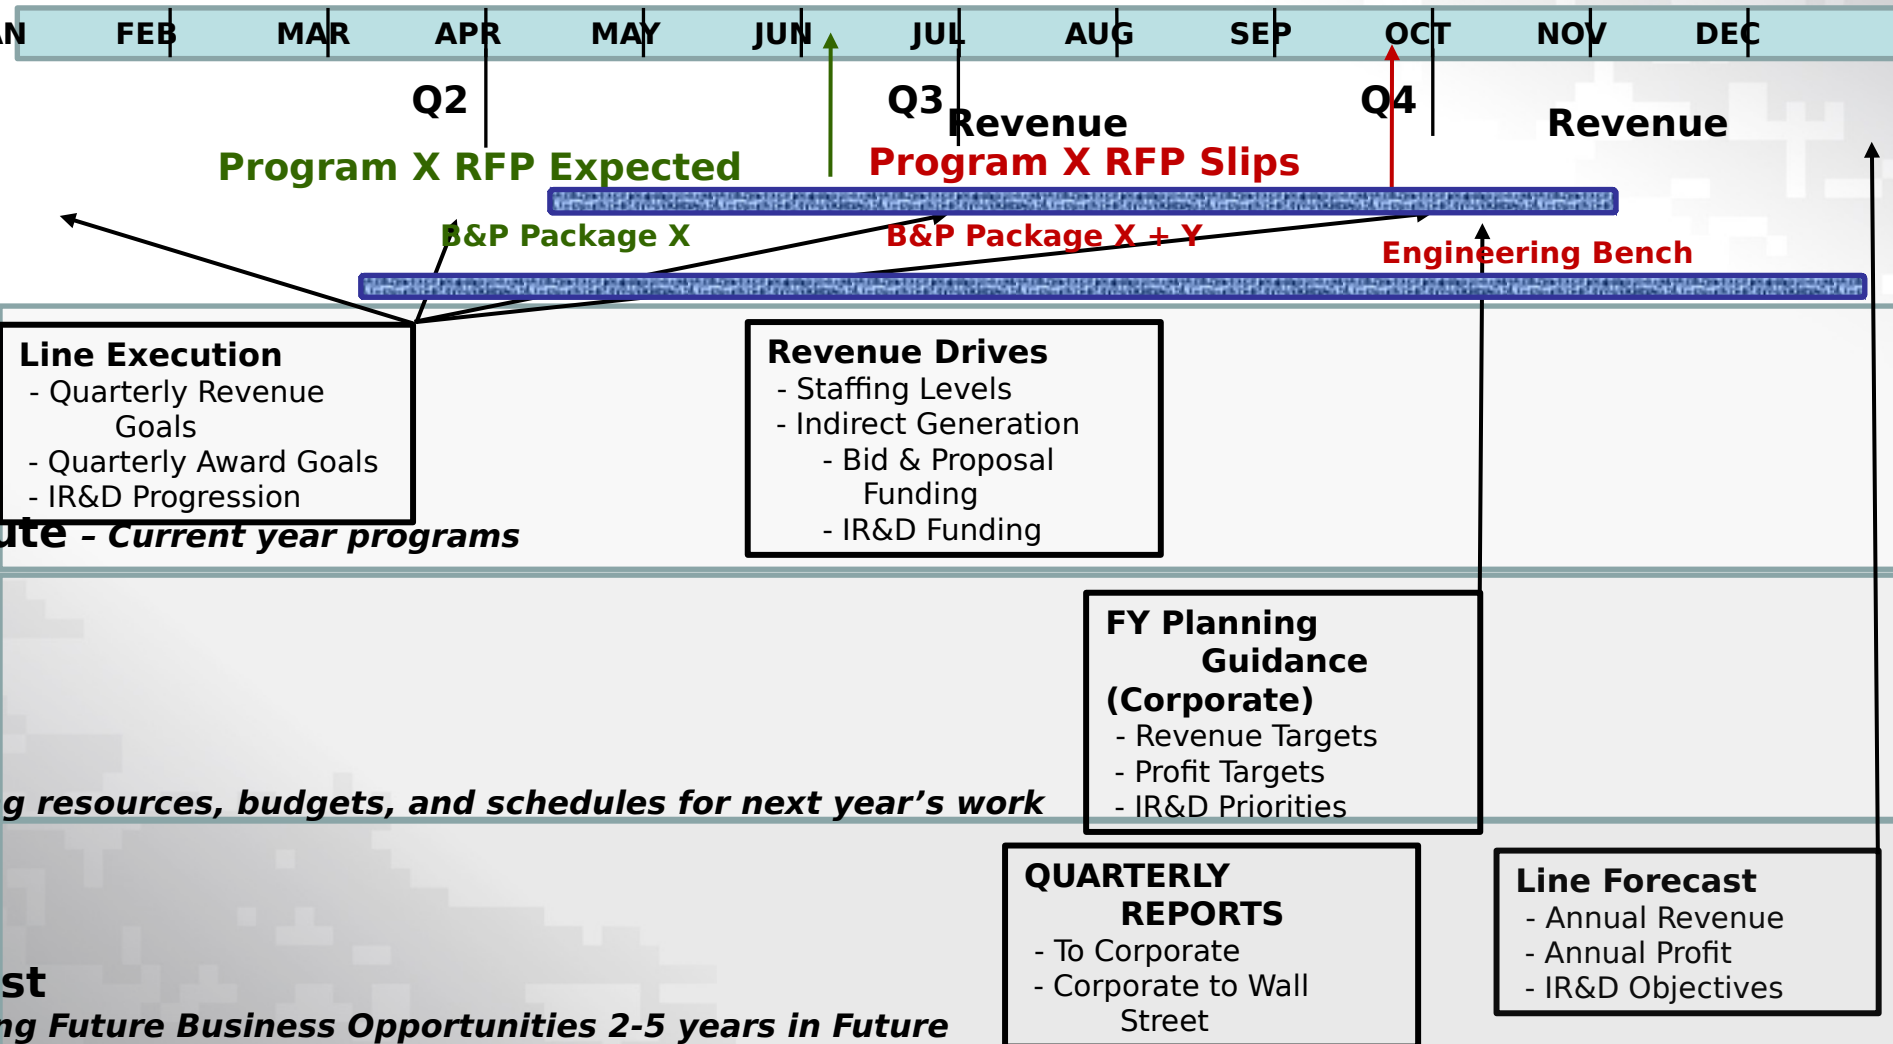 AN FEB MAR APR MAY JUN JUL AUG SEP OCT NOV DEC
Q2 Q3 Q4
Revenue Revenue
Program X RFP Expected Program X RFP Slips
B&P Package X B&P Package X + Y
Engineering Bench
Line Execution
- Quarterly Revenue
Goals
- Quarterly Award Goals
- IR&D Progression
Revenue Drives
- Staffing Levels
- Indirect Generation
- Bid & Proposal
Funding
- IR&D Funding
ute – Current year programs
FY Planning
Guidance
(Corporate)
- Revenue Targets
- Profit Targets
- IR&D Priorities
g resources, budgets, and schedules for next year’s work
QUARTERLY
REPORTS
- To Corporate
- Corporate to Wall
Street
Line Forecast
- Annual Revenue
- Annual Profit
- IR&D Objectives
st
ng Future Business Opportunities 2-5 years in Future